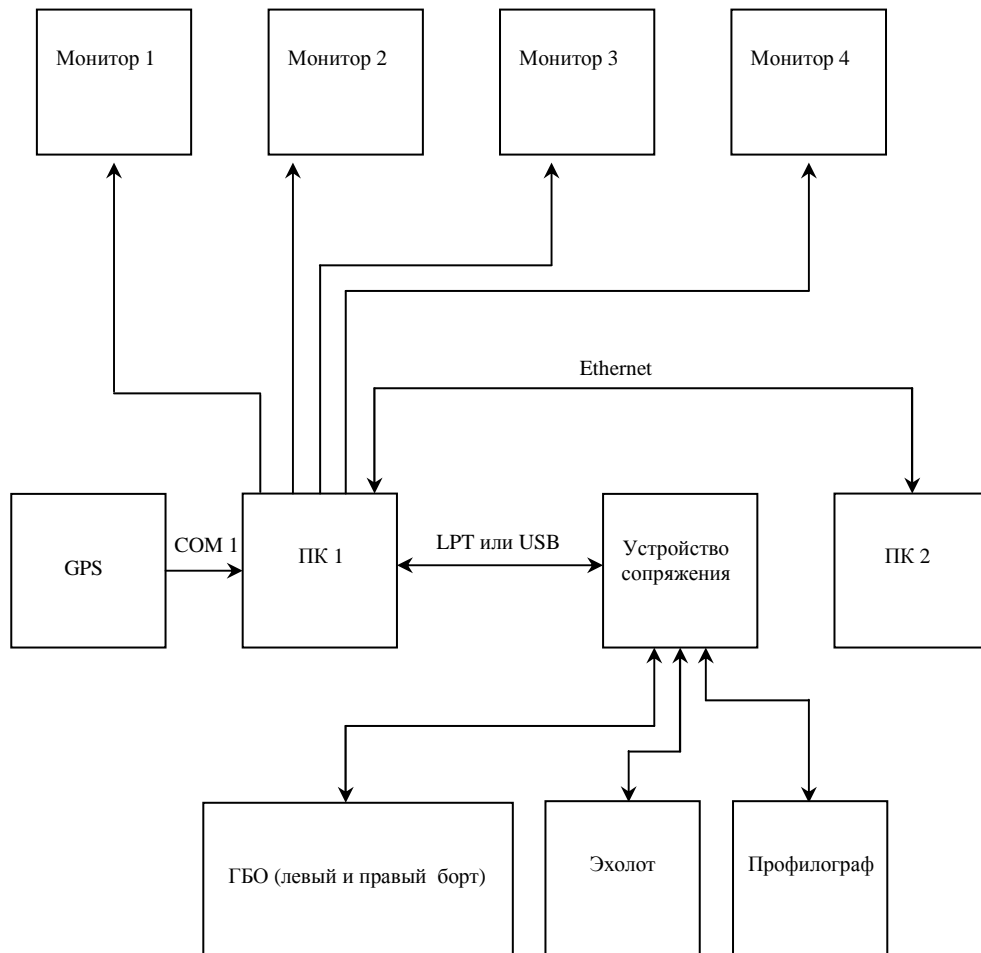 Монитор 1
Монитор 2
Монитор 3
Монитор 4
Ethernet
GPS
COM 1
ПК 1
LPT или USB
Устройство
сопряжения
ПК 2
ГБО (левый и правый борт)
Эхолот
Профилограф